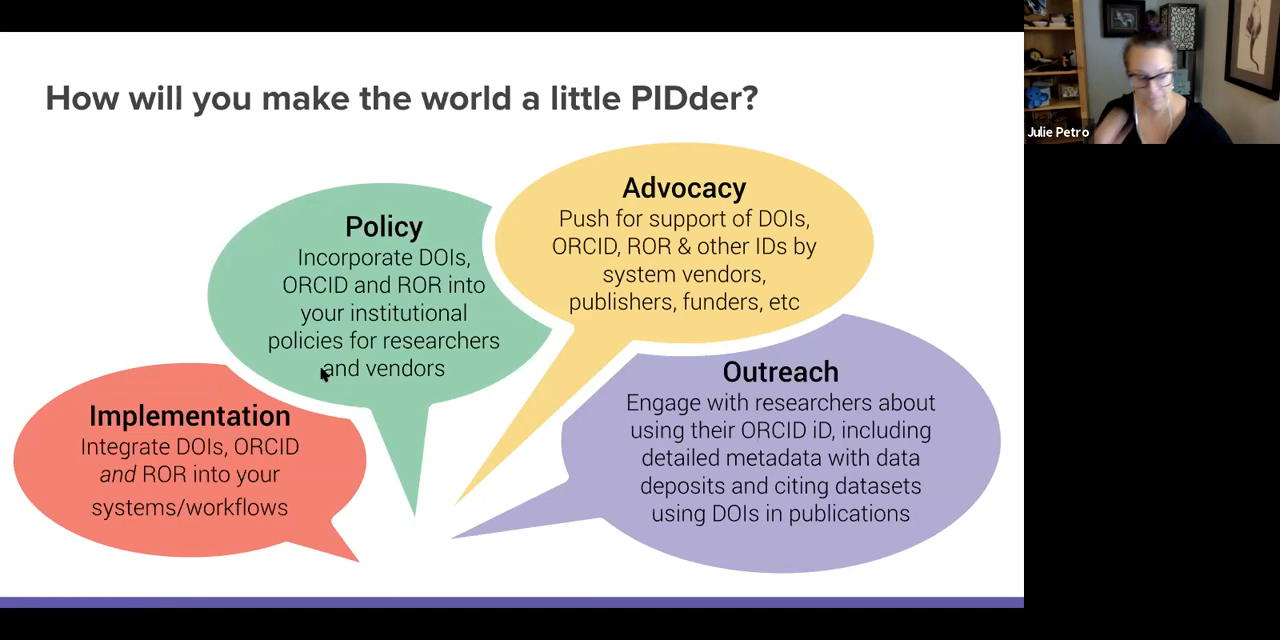 How will you make the world a little PIDder?
Implementation
Integrate DOIs, ORCID
and ROR into your
systems/workflows
Policy
Incorporate DOIs,
ORCID and ROR into
your institutional
policies for researchers
and vendors
Advocacy
Push for support of DOIs,
ORCID, ROR & other IDs by
system vendors,
publishers, funders, etc
Outreach
Engage with researchers about
using their ORCID iD, including
detailed metadata with data
deposits and citing datasets
using DOIs in publications
Julie Petro